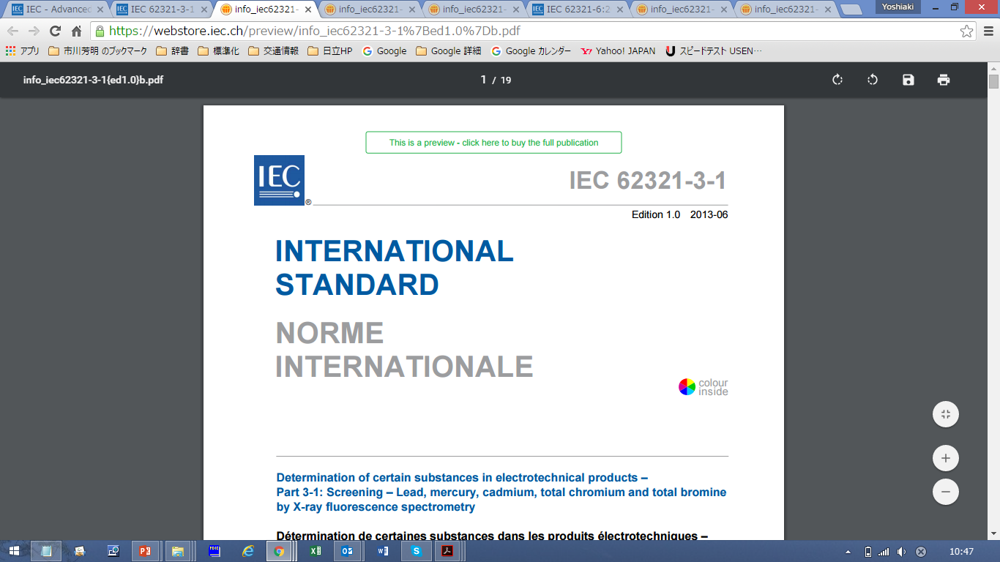 IEC - Advanced
IEC 62321-3-1
info_iec62321-
info_iec62321-
info_iec62321-
IEC 62321-6:2
info_iec62321-
info_iec62321-
Yoshiaki
https://webstore.iec.ch/preview/info_iec62321-3-1%7Bed1.0%7Db.pdf
アプリ 市川芳明 のブックマーク 辞書 標準化 交通情報 日立HP Google Google 詳細 Google カレンダー Yahoo! JAPAN スピードテスト USEN…
info_iec62321-3-1{ed1.0}b.pdf 1 / 19
This is a preview - click here to buy the full publication
IEC ®
IEC 62321-3-1
Edition 1.0 2013-06
INTERNATIONAL
STANDARD
NORME
INTERNATIONALE
colour
inside
Determination of certain substances in electrotechnical products –
Part 3-1: Screening – Lead, mercury, cadmium, total chromium and total bromine
by X-ray fluorescence spectrometry
Détermination de certaines substances dans les produits électrotechniques –
10:47